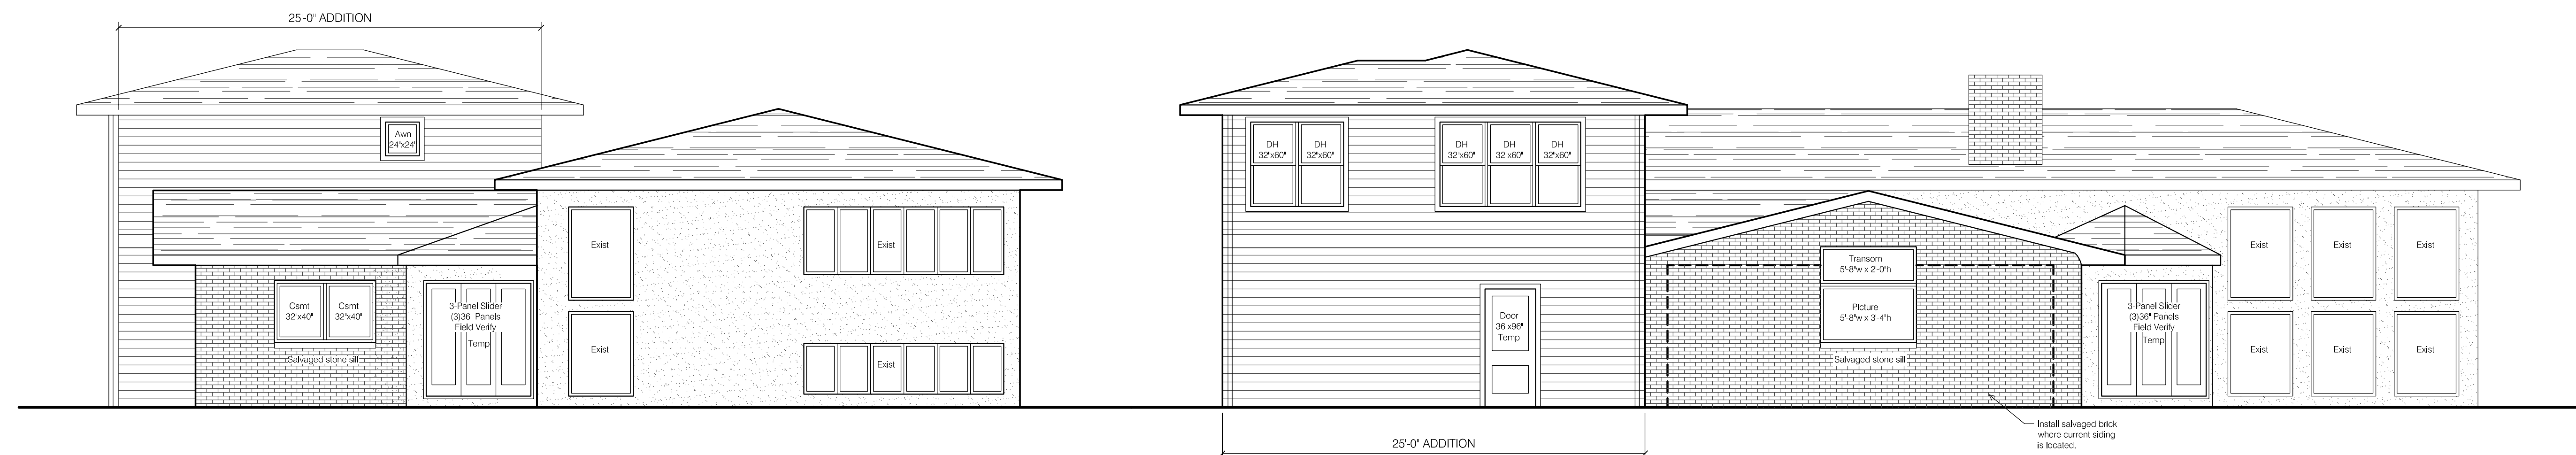 25'-0" ADDITION
Awn
24"x24"
Exist
Exist
Exist
Exist
Csmt
32"x40"
Csmt
32"x40"
Salvaged stone sill
3-Panel Slider
(3)36" Panels
Field Verify
Temp
DH
32"x60"
DH
32"x60"
DH
32"x60"
DH
32"x60"
DH
32"x60"
Door
36"x96"
Temp
Transom
5'-8"w x 2'-0"h
Picture
5'-8"w x 3'-4"h
Salvaged stone sill
3-Panel Slider
(3)36" Panels
Field Verify
Temp
Exist
Exist
Exist
Exist
Exist
Exist
Install salvaged brick
where current siding
is located.
25'-0" ADDITION